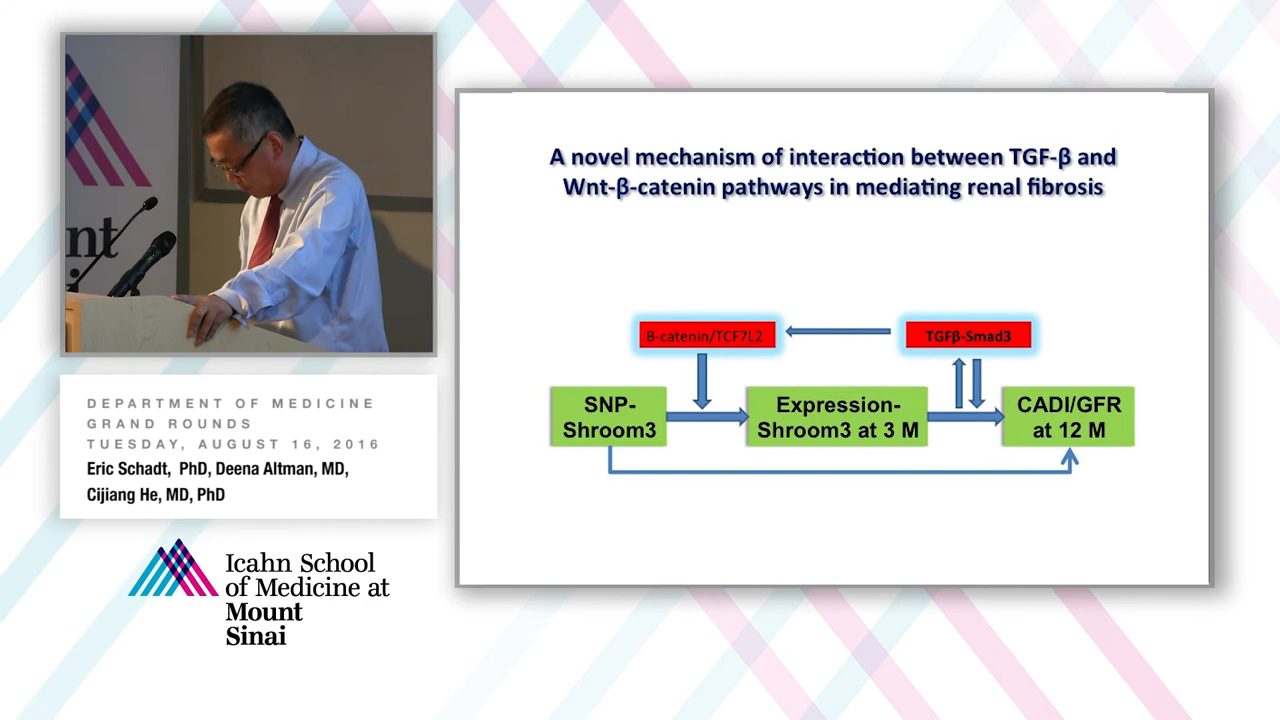 nt
DEPARTMENT OF MEDICINE
GRAND ROUNDS
TUESDAY, AUGUST 16, 2016
Eric Schadt, PhD, Deena Altman, MD,
Cijiang He, MD, PhD
Icahn School
of Medicine at
Mount
Sinai
A novel mechanism of interaction between TGF-β and
Wnt-β-catenin pathways in mediating renal fibrosis
B-catenin/TCF7L2
TGFβ-Smad3
SNP-
Shroom3
Expression-
Shroom3 at 3 M
CADI/GFR
at 12 M